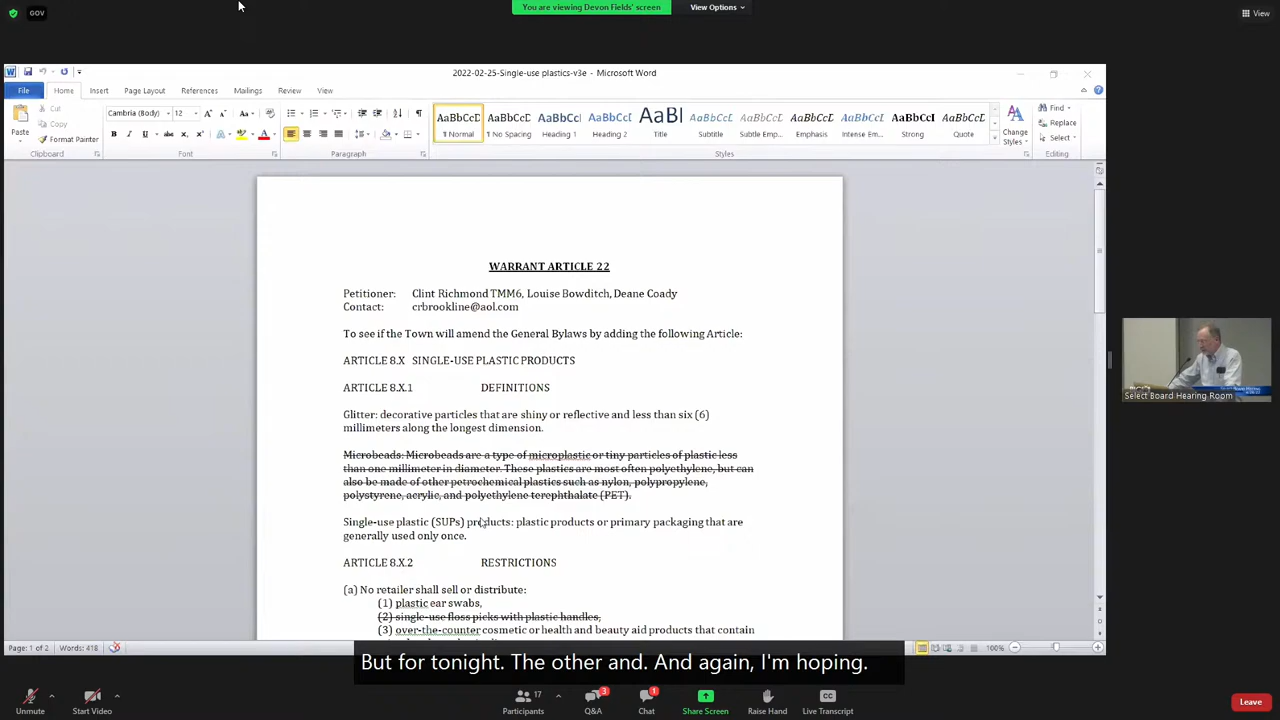 GOV
You are viewing Devon Fields' screen
View Options
View
2022-02-25-Single-use plastics-v3e - Microsoft Word
File Home Insert Page Layout References Mailings Review View
Paste
Cut
Copy
Format Painter
Clipboard
Cambria (Body) 12
Font
Paragraph
AaBbCcD AaBbCcD AaBbCc AaBbCc AaBl AaBbCcD AaBbCcD AaBbCcD AaBbCcD AaBbCcI AaBbCcD
¶ Normal ¶ No Spacing Heading 1 Heading 2 Title Subtitle Subtle Emp... Emphasis Intense Em... Strong Quote
Styles
Change Styles
Find
Replace
Select
Editing
WARRANT ARTICLE 22
Petitioner: Clint Richmond TMM6, Louise Bowditch, Deane Coady
Contact: crbrookline@aol.com
To see if the Town will amend the General Bylaws by adding the following Article:
ARTICLE 8.X SINGLE-USE PLASTIC PRODUCTS
ARTICLE 8.X.1 DEFINITIONS
Glitter: decorative particles that are shiny or reflective and less than six (6)
millimeters along the longest dimension.
Microbeads: Microbeads are a type of microplastic or tiny particles of plastic less
than one millimeter in diameter. These plastics are most often polyethylene, but can
also be made of other petrochemical plastics such as nylon, polypropylene,
polystyrene, acrylic, and polyethylene terephthalate (PET).
Single-use plastic (SUPs) products: plastic products or primary packaging that are
generally used only once.
ARTICLE 8.X.2 RESTRICTIONS
(a) No retailer shall sell or distribute:
(1) plastic ear swabs,
(2) single-use floss picks with plastic handles,
(3) over-the-counter cosmetic or health and beauty aid products that contain
Select Board Hearing Room
Page: 1 of 2 Words: 418
100%
But for tonight. The other and. And again, I'm hoping.
Unmute
Start Video
Participants 17
Q&A 3
Chat 1
Share Screen
Raise Hand
Live Transcript
Leave